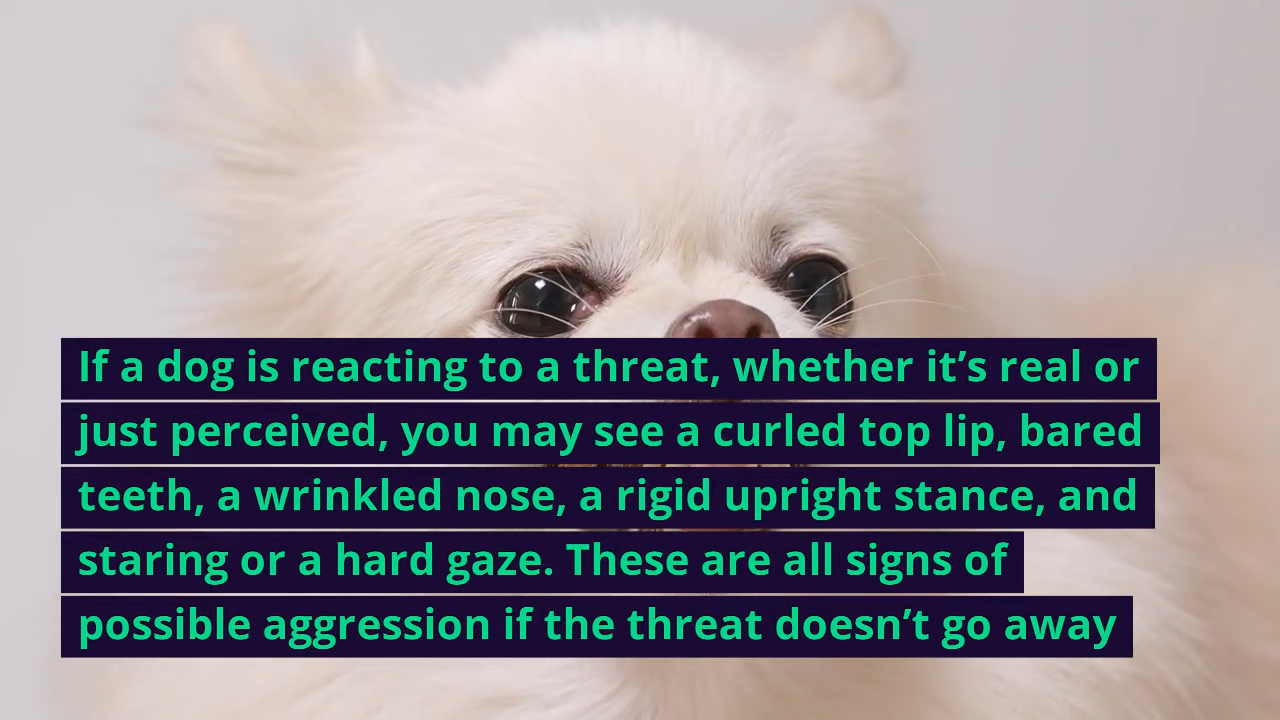 If a dog is reacting to a threat, whether it’s real or
just perceived, you may see a curled top lip, bared
teeth, a wrinkled nose, a rigid upright stance, and
staring or a hard gaze. These are all signs of
possible aggression if the threat doesn’t go away